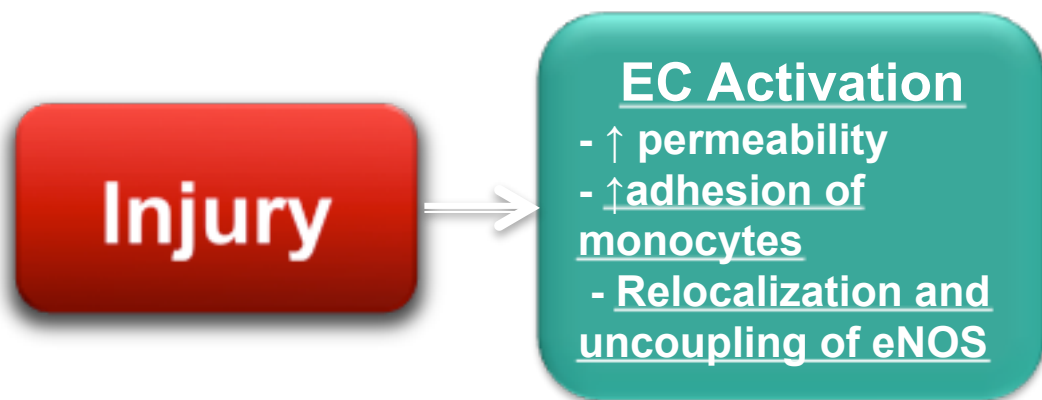 Injury
EC Activation
- ↑ permeability
- ↑adhesion of
monocytes
- Relocalization and
uncoupling of eNOS